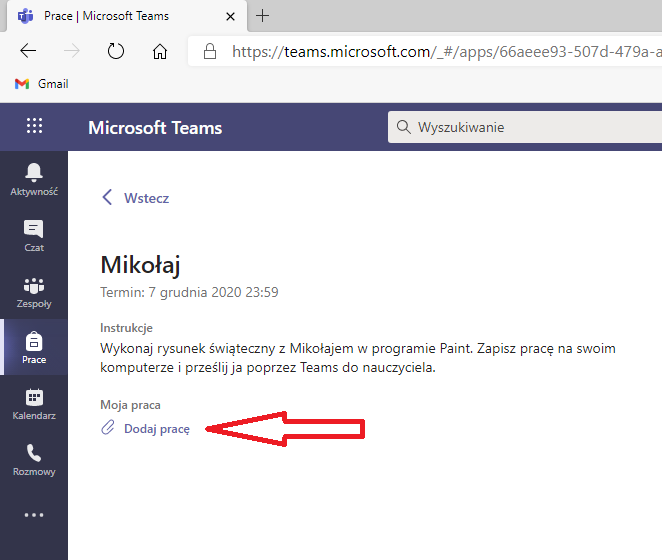 Prace | Microsoft Teams
https://teams.microsoft.com/_#/apps/66aeee93-507d-479a-a
Gmail
Microsoft Teams
Wyszukiwanie
Aktywność
Czat
Zespoły
Prace
Kalendarz
Rozmowy
Wstecz
Mikołaj
Termin: 7 grudnia 2020 23:59
Instrukcje
Wykonaj rysunek świąteczny z Mikołajem w programie Paint. Zapisz pracę na swoim
komputerze i prześlij ja poprzez Teams do nauczyciela.
Moja praca
Dodaj pracę